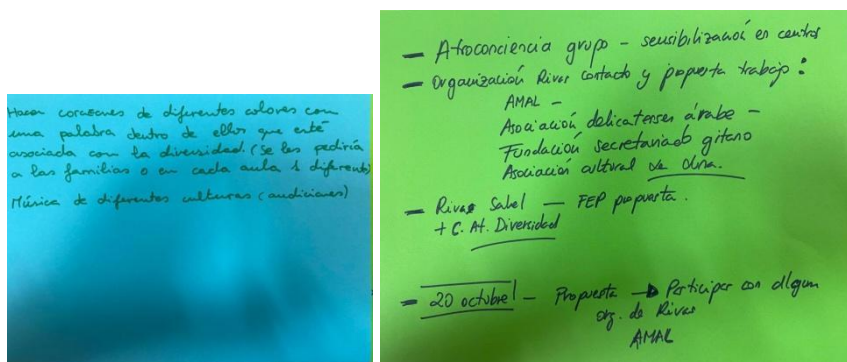 Hacer corazones de diferentes colores con
una palabra dentro de ellos que esté
asociada con la diversidad. (Se les pediría
a las familias o en cada aula 1 diferente)
Música de diferentes culturas (audiciones)
— Afroconciencia grupo – sensibilización en centros
— Organización Rivas contacto y propuesta trabajo:
AMAL –
Asociación delicatessen árabe –
Fundación secretariado gitano
Asociación cultural de china.
— Rivas Sahel — FEP propuesta.
+ C. At. Diversidad
— 20 octubre – Propuesta → Participar con algun
org. de Rivas
AMAL